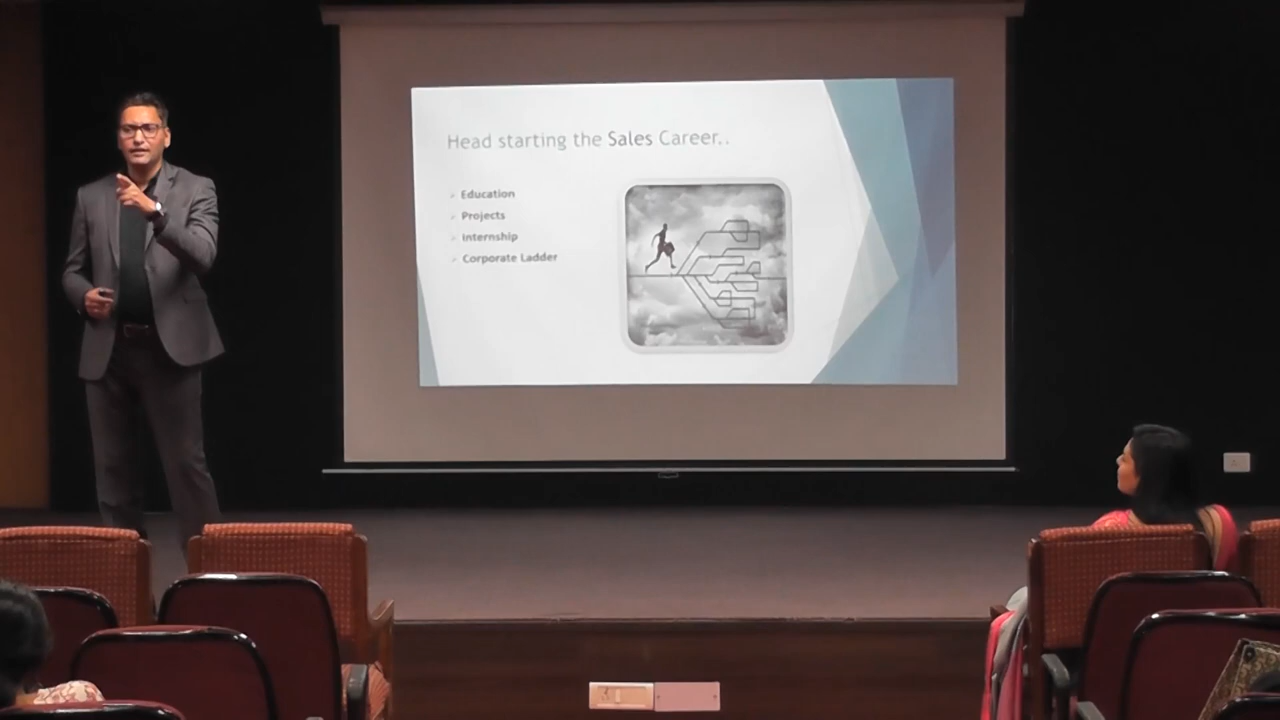 Head starting the Sales Career..
Education
Projects
Internship
Corporate Ladder